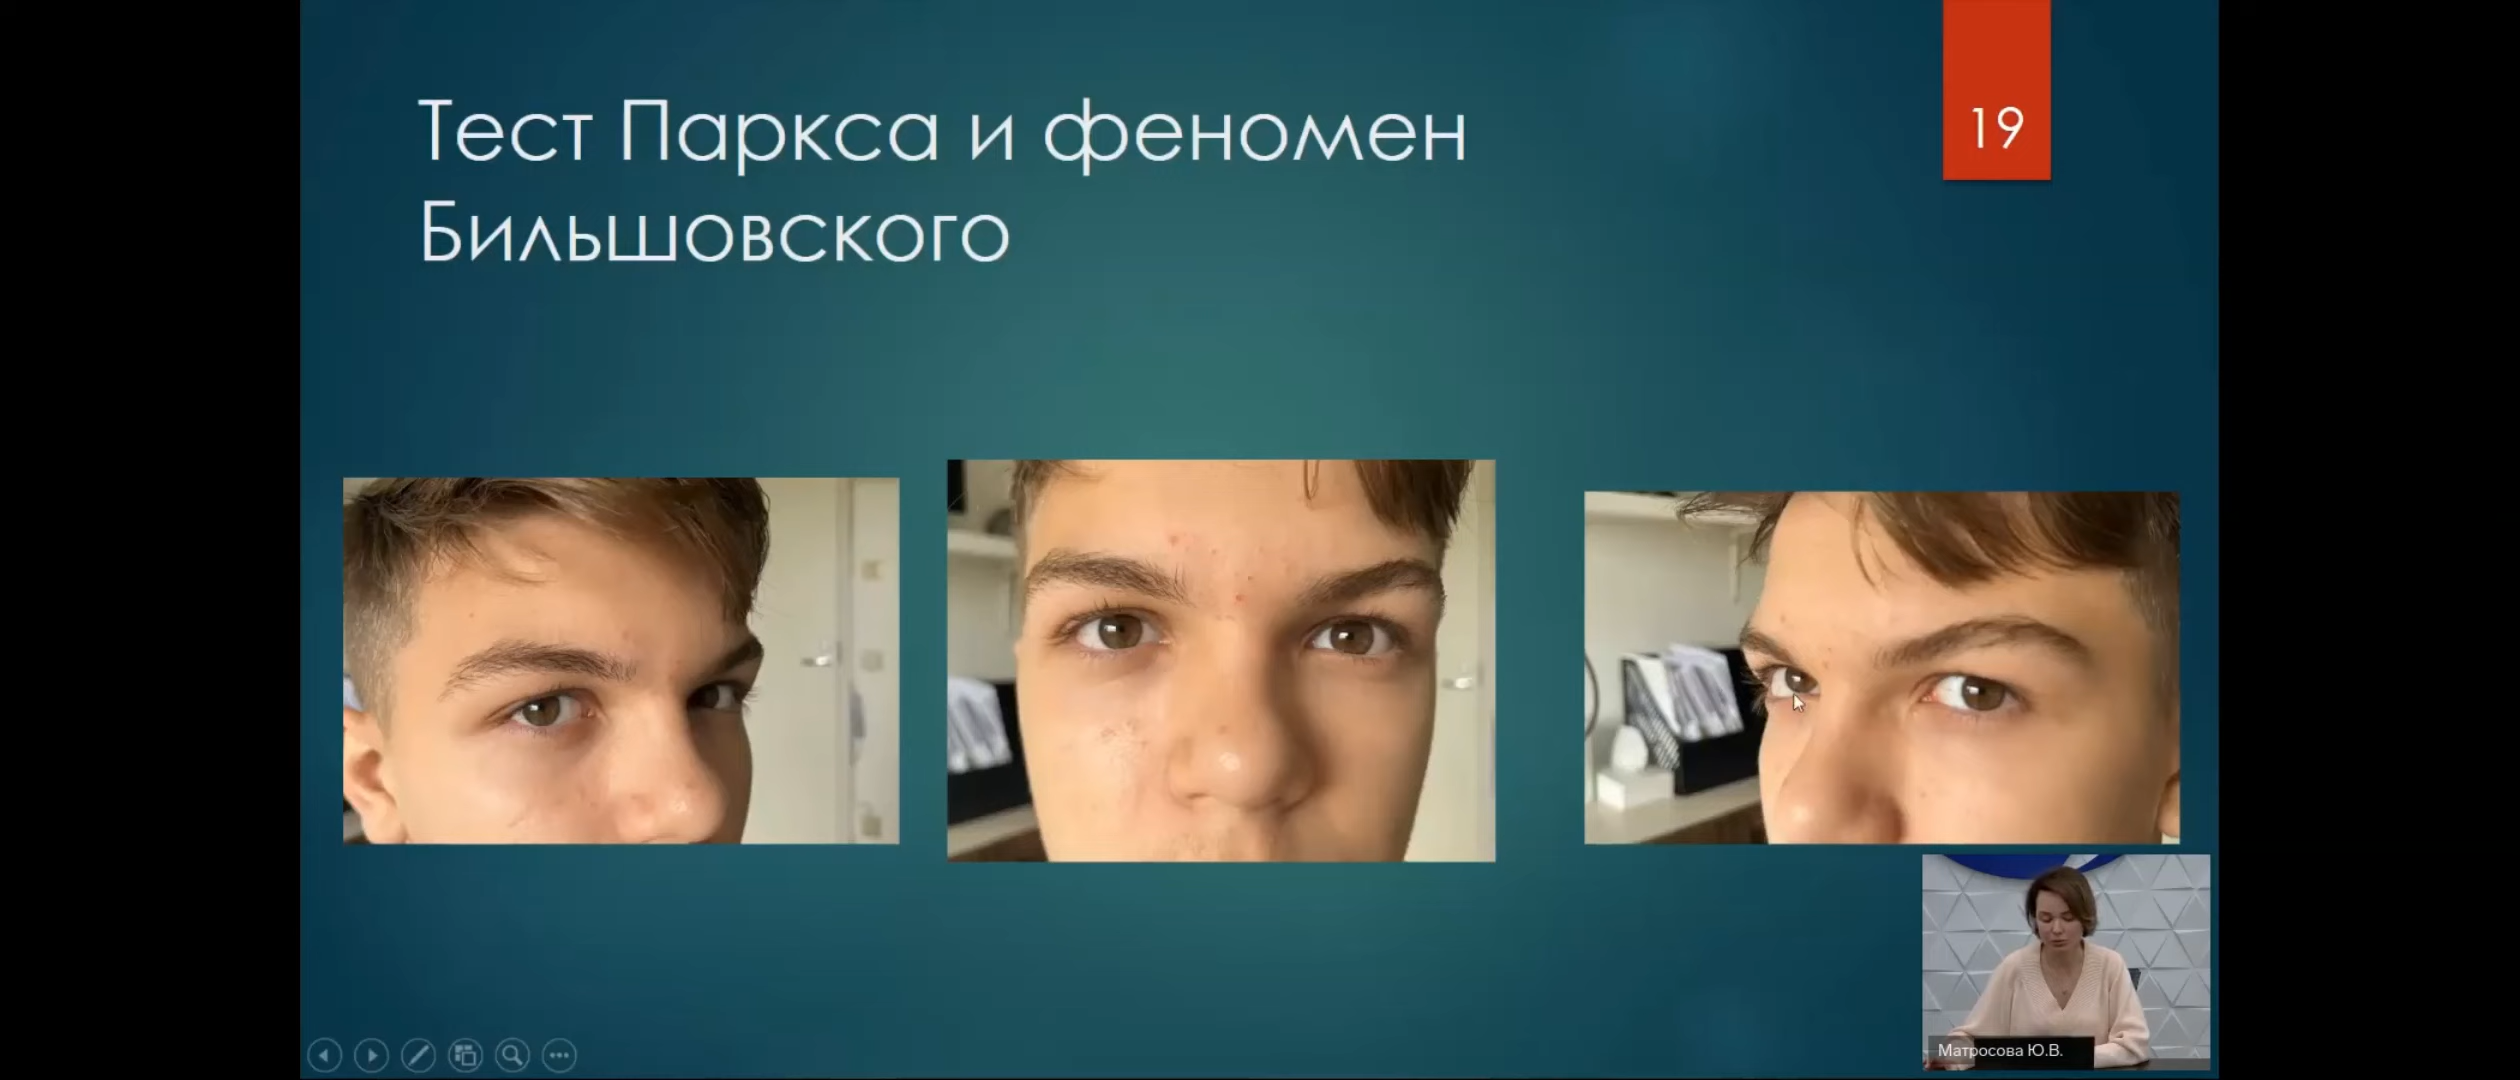 Тест Паркса и феномен
Бильшовского
19
Матросова Ю.В.